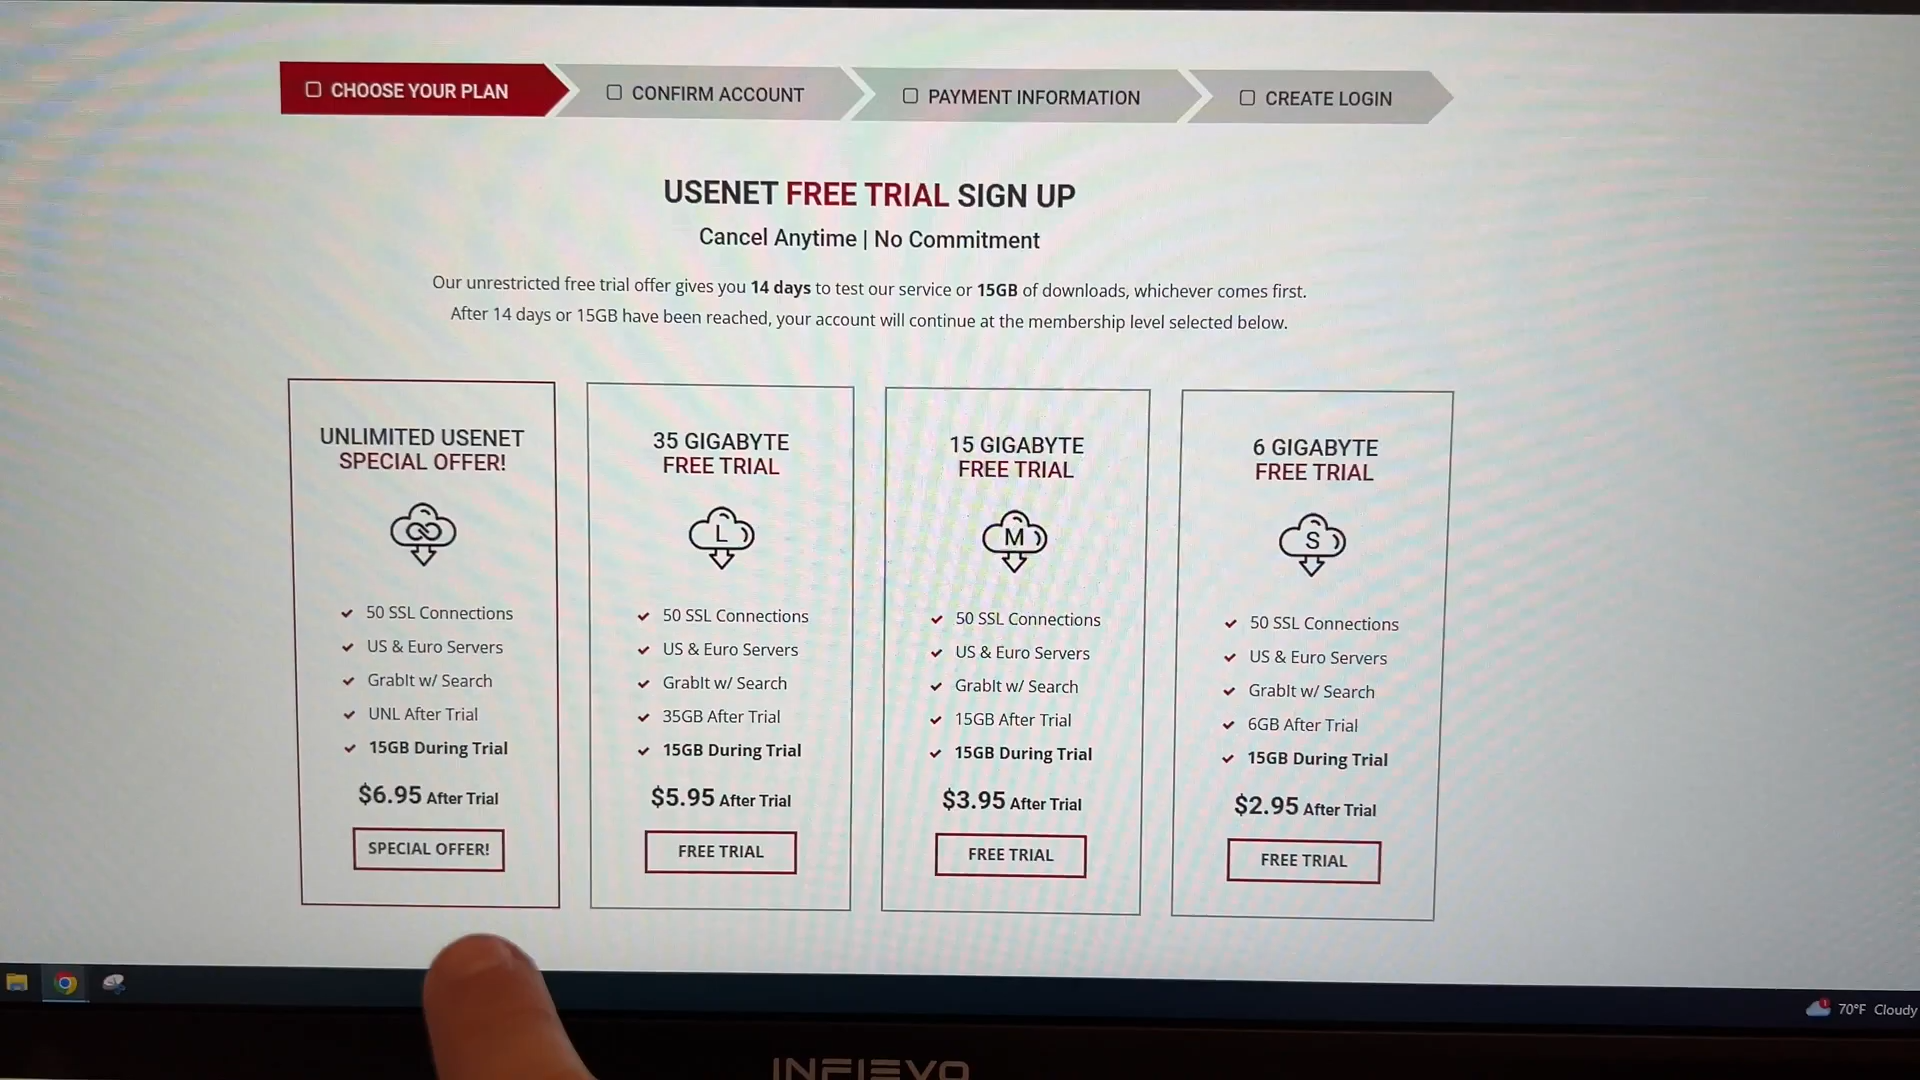 CHOOSE YOUR PLAN
CONFIRM ACCOUNT
PAYMENT INFORMATION
CREATE LOGIN
USENET FREE TRIAL SIGN UP
Cancel Anytime | No Commitment
Our unrestricted free trial offer gives you 14 days to test our service or 15GB of downloads, whichever comes first.
After 14 days or 15GB have been reached, your account will continue at the membership level selected below.
UNLIMITED USENET
SPECIAL OFFER!
50 SSL Connections
US & Euro Servers
GrabIt w/ Search
UNL After Trial
15GB During Trial
$6.95 After Trial
SPECIAL OFFER!
35 GIGABYTE
FREE TRIAL
L
50 SSL Connections
US & Euro Servers
GrabIt w/ Search
35GB After Trial
15GB During Trial
$5.95 After Trial
FREE TRIAL
15 GIGABYTE
FREE TRIAL
M
50 SSL Connections
US & Euro Servers
GrabIt w/ Search
15GB After Trial
15GB During Trial
$3.95 After Trial
FREE TRIAL
6 GIGABYTE
FREE TRIAL
S
50 SSL Connections
US & Euro Servers
GrabIt w/ Search
6GB After Trial
15GB During Trial
$2.95 After Trial
FREE TRIAL
1
70°F Cloudy